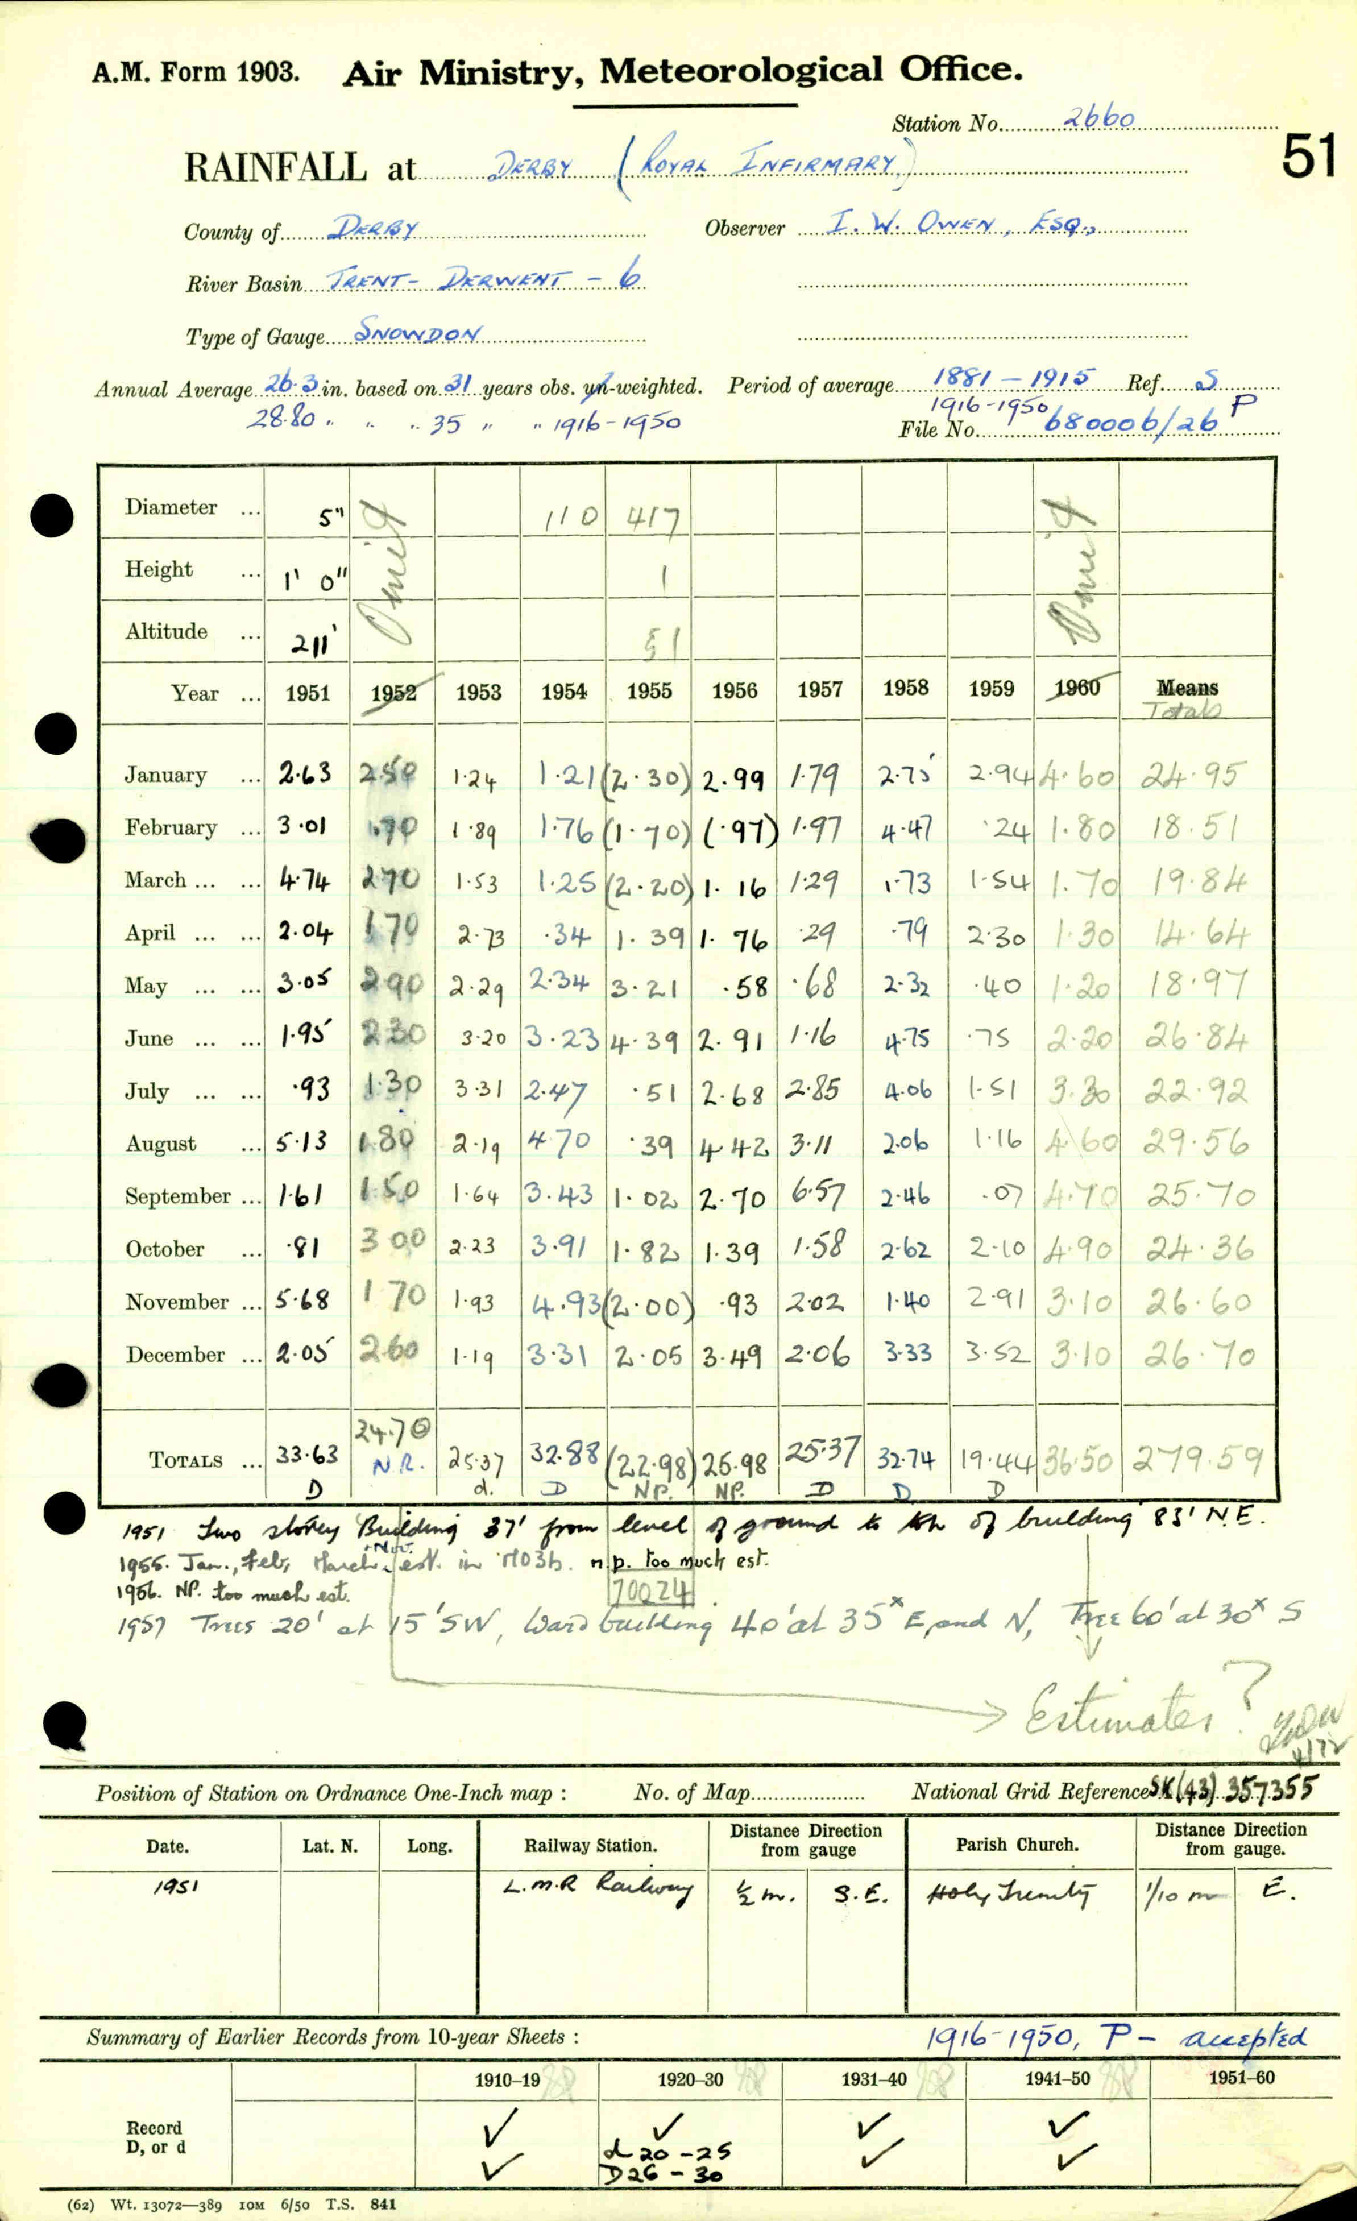 A.M. Form 1903. Air Ministry, Meteorological Office.
Station No. 2660
51
RAINFALL at DERBY (ROYAL INFIRMARY)
County of DERBY Observer I. W. OWEN, ESQ.,
River Basin TRENT - DERWENT - 6
Type of Gauge SNOWDON
Annual Average 26.3 in. based on 31 years obs. un-weighted. Period of average 1881 - 1915 Ref. S
28.80 " " " 35 " " 1916-1950 1916-1950 P
File No. 680006/26
Diameter ... 5" Omit 110 417 Omit
Height ... 1' 0" 1
Altitude ... 211' 51
Year ... 1951 1952 1953 1954 1955 1956 1957 1958 1959 1960 Means
Totals
January ... 2.63 2.50 1.24 1.21 (2.30) 2.99 1.79 2.75 2.94 4.60 24.95
February ... 3.01 1.70 1.89 1.76 (1.70) (.97) 1.97 4.47 .24 1.80 18.51
March ... ... 4.74 2.70 1.53 1.25 (2.20) 1.16 1.29 1.73 1.54 1.70 19.84
April ... ... 2.04 1.70 2.73 .34 1.39 1.76 .29 .79 2.30 1.30 14.64
May ... ... 3.05 2.90 2.29 2.34 3.21 .58 .68 2.32 .40 1.20 18.97
June ... ... 1.95 2.30 3.20 3.23 4.39 2.91 1.16 4.75 .75 2.20 26.84
July ... ... .93 1.30 3.31 2.47 .51 2.68 2.85 4.06 1.51 3.30 22.92
August ... 5.13 1.80 2.19 4.70 .39 4.42 3.11 2.06 1.16 4.60 29.56
September ... 1.61 1.50 1.64 3.43 1.02 2.70 6.57 2.46 .07 4.70 25.70
October ... .81 3.00 2.23 3.91 1.82 1.39 1.58 2.62 2.10 4.90 24.36
November ... 5.68 1.70 1.93 4.93 (2.00) .93 2.02 1.40 2.91 3.10 26.60
December ... 2.05 2.60 1.19 3.31 2.05 3.49 2.06 3.33 3.52 3.10 26.70
TOTALS ... 33.63 24.70 25.37 32.88 (22.98) 26.98 25.37 32.74 19.44 36.50 279.59
D N.R. d. D NP. NP. D D D
1951 Two storey Building 37' from level of ground to top of building 83' N.E.
+ Nov.
1955. Jan., Feb, March est. in MO3b. n.p. too much est.
1956. NP. too much est. 70224
1957 Trees 20' at 15' SW, Ward building 40' at 35x E, and N, Tree 60' at 30x S
Estimates?
4/72
Position of Station on Ordnance One-Inch map : No. of Map National Grid Reference SK(43) 357355
Date. Lat. N. Long. Railway Station. Distance from gauge Direction Parish Church. Distance Direction from gauge.
1951 L.M.R Railway ½ m. S.E. Holy Trinity 1/10 m E.
Summary of Earlier Records from 10-year Sheets : 1916-1950, P - accepted
1910-19 1920-30 1931-40 1941-50 1951-60
Record ✓ ✓ ✓ ✓
D, or d ✓ d 20 - 25 ✓ ✓
D26 - 30
(62) Wt. 13072—389 10M 6/50 T.S. 841